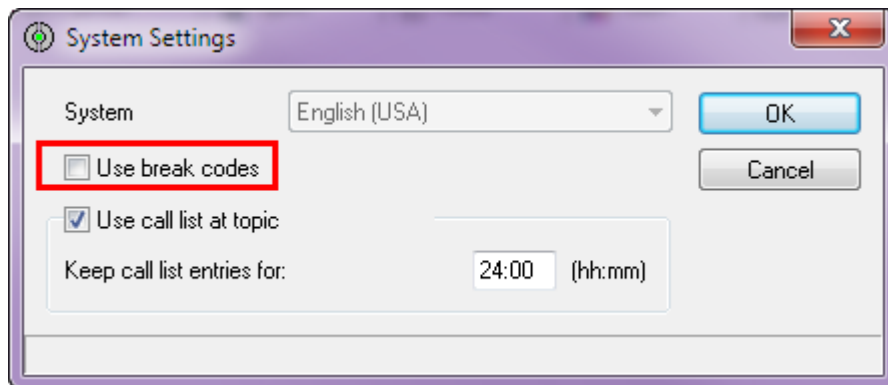 System Settings
System English (USA) OK
Use break codes Cancel
Use call list at topic
Keep call list entries for: 24:00 (hh:mm)